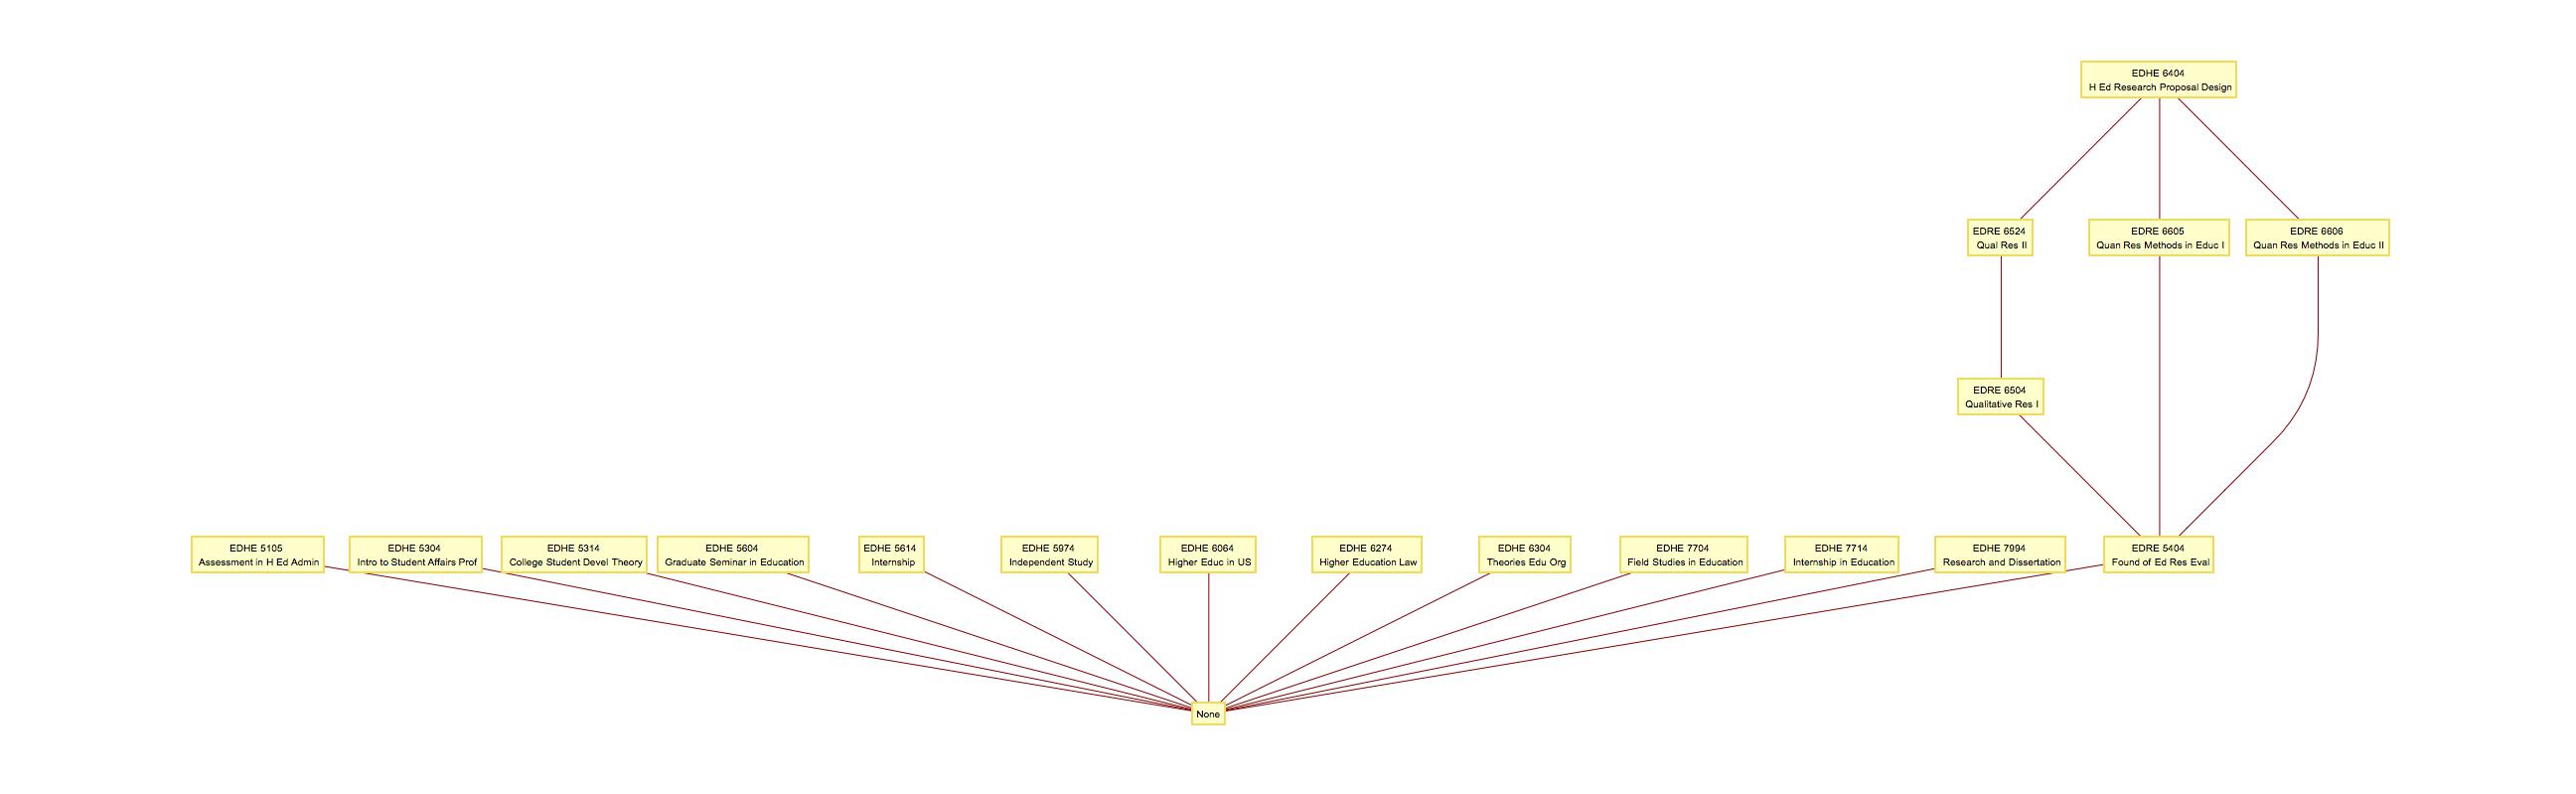 EDHE 6404
H Ed Research Proposal Design
EDRE 6524
Qual Res II
EDRE 6605
Quan Res Methods in Educ I
EDRE 6606
Quan Res Methods in Educ II
EDRE 6504
Qualitative Res I
EDHE 5105
Assessment in H Ed Admin
EDHE 5304
Intro to Student Affairs Prof
EDHE 5314
College Student Devel Theory
EDHE 5604
Graduate Seminar in Education
EDHE 5614
Internship
EDHE 5974
Independent Study
EDHE 6064
Higher Educ in US
EDHE 6274
Higher Education Law
EDHE 6304
Theories Edu Org
EDHE 7704
Field Studies in Education
EDHE 7714
Internship in Education
EDHE 7994
Research and Dissertation
EDRE 5404
Found of Ed Res Eval
None